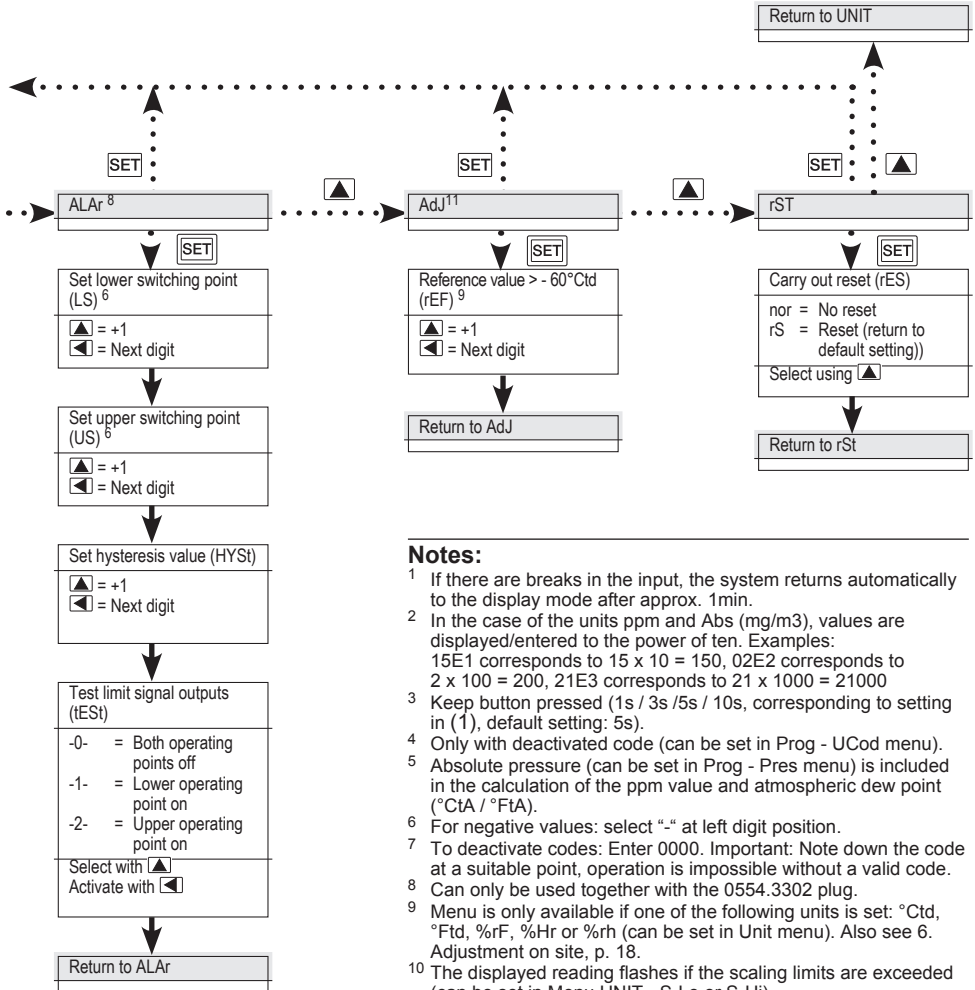 Return to UNIT
SET
SET
SET ▲
ALAr 8
▲
AdJ11
▲
rST
SET
SET
SET
Set lower switching point
(LS) 6
▲ = +1
◄ = Next digit
Set upper switching point
(US) 6
▲ = +1
◄ = Next digit
Set hysteresis value (HYSt)
▲ = +1
◄ = Next digit
Test limit signal outputs
(tESt)
-0- = Both operating
points off
-1- = Lower operating
point on
-2- = Upper operating
point on
Select with ▲
Activate with ◄
Return to ALAr
Reference value > - 60°Ctd
(rEF) 9
▲ = +1
◄ = Next digit
Return to AdJ
Carry out reset (rES)
nor = No reset
rS = Reset (return to
default setting))
Select using ▲
Return to rSt
Notes:
1 If there are breaks in the input, the system returns automatically
to the display mode after approx. 1min.
2 In the case of the units ppm and Abs (mg/m3), values are
displayed/entered to the power of ten. Examples:
15E1 corresponds to 15 x 10 = 150, 02E2 corresponds to
2 x 100 = 200, 21E3 corresponds to 21 x 1000 = 21000
3 Keep button pressed (1s / 3s /5s / 10s, corresponding to setting
in (1), default setting: 5s).
4 Only with deactivated code (can be set in Prog - UCod menu).
5 Absolute pressure (can be set in Prog - Pres menu) is included
in the calculation of the ppm value and atmospheric dew point
(°CtA / °FtA).
6 For negative values: select “-“ at left digit position.
7 To deactivate codes: Enter 0000. Important: Note down the code
at a suitable point, operation is impossible without a valid code.
8 Can only be used together with the 0554.3302 plug.
9 Menu is only available if one of the following units is set: °Ctd,
°Ftd, %rF, %Hr or %rh (can be set in Unit menu). Also see 6.
Adjustment on site, p. 18.
10 The displayed reading flashes if the scaling limits are exceeded
(can be set in Menu UNIT - S-Lo or S-Hi)